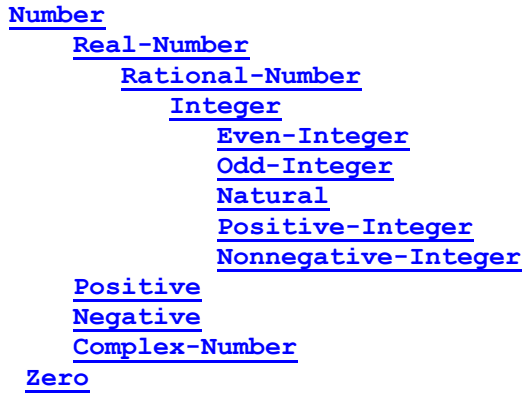 Number
Real-Number
Rational-Number
Integer
Even-Integer
Odd-Integer
Natural
Positive-Integer
Nonnegative-Integer
Positive
Negative
Complex-Number
Zero